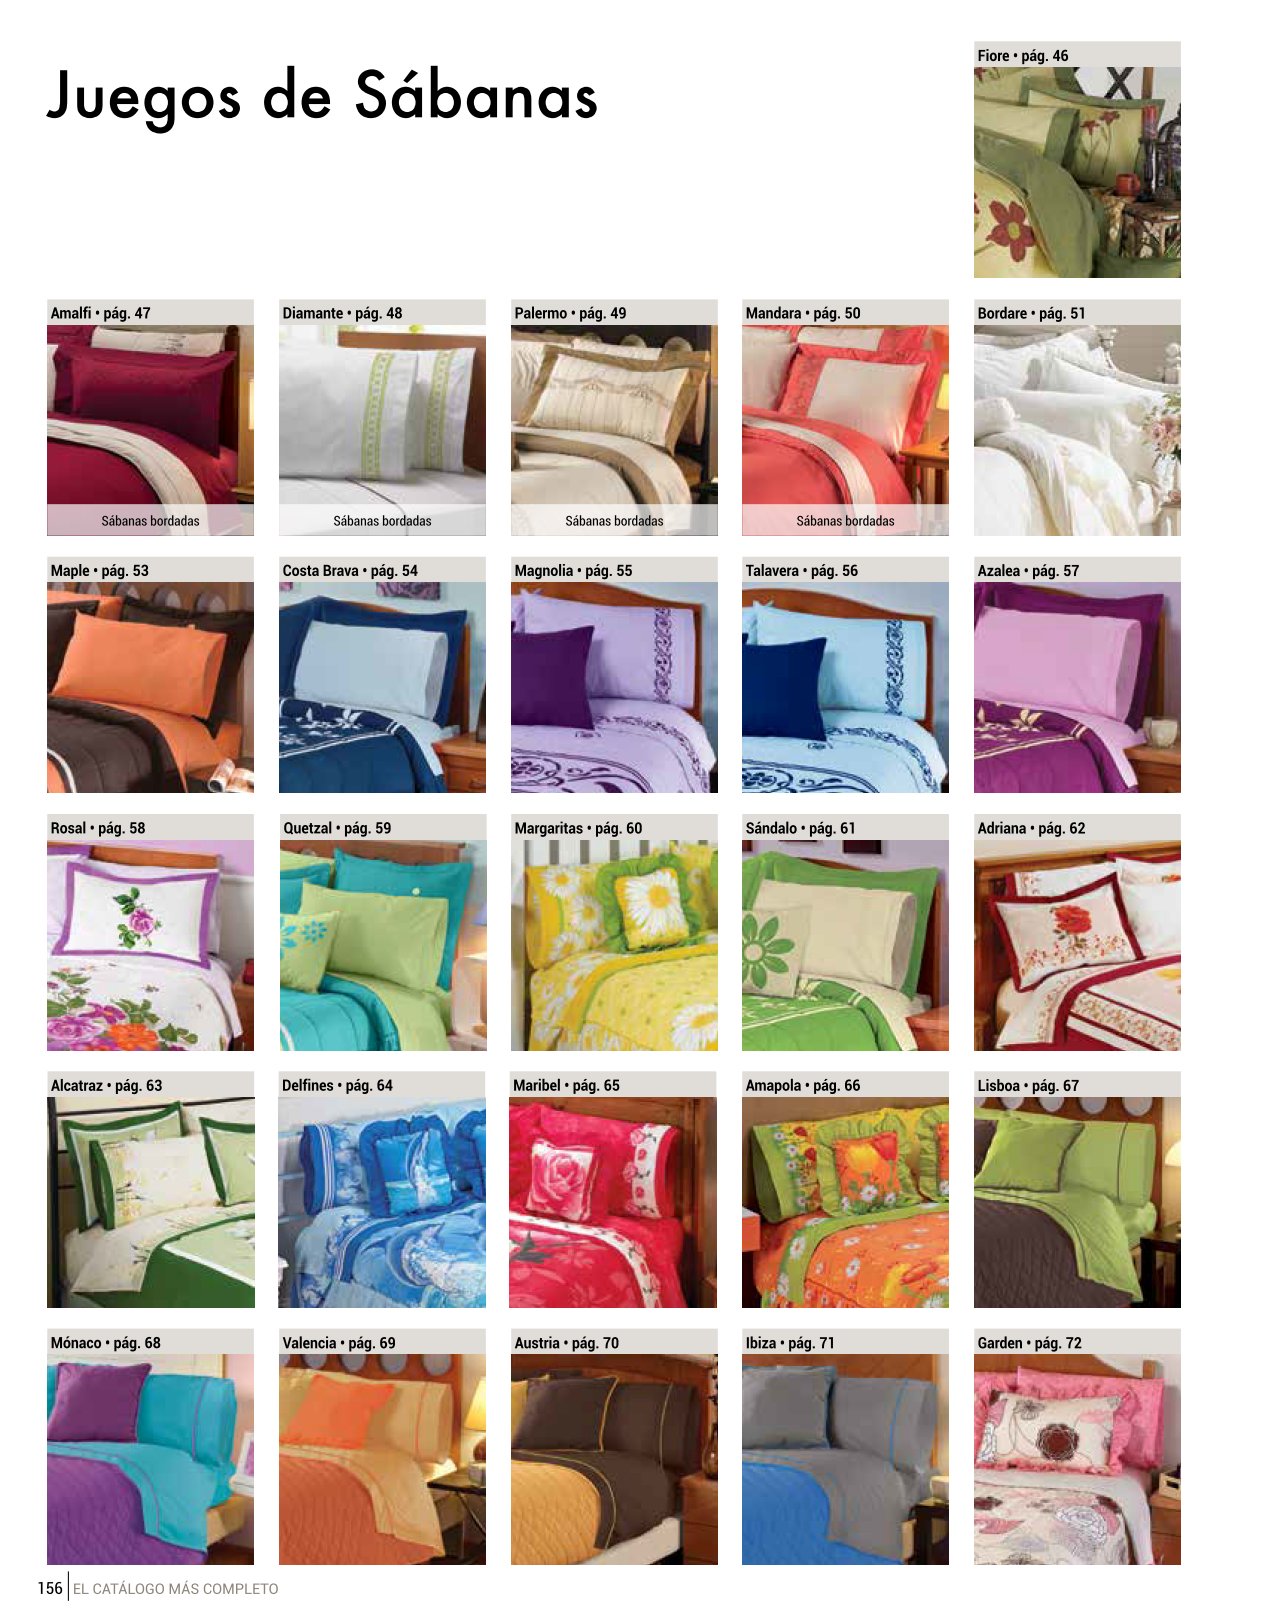 Juegos de Sábanas
Fiore • pág. 46
Amalfi • pág. 47
Diamante • pág. 48
Palermo • pág. 49
Mandara • pág. 50
Bordare • pág. 51
Sábanas bordadas
Sábanas bordadas
Sábanas bordadas
Sábanas bordadas
Maple • pág. 53
Costa Brava • pág. 54
Magnolia • pág. 55
Talavera • pág. 56
Azalea • pág. 57
Rosal • pág. 58
Quetzal • pág. 59
Margaritas • pág. 60
Sándalo • pág. 61
Adriana • pág. 62
Alcatraz • pág. 63
Delfines • pág. 64
Maribel • pág. 65
Amapola • pág. 66
Lisboa • pág. 67
Mónaco • pág. 68
Valencia • pág. 69
Austria • pág. 70
Ibiza • pág. 71
Garden • pág. 72
156 EL CATÁLOGO MÁS COMPLETO